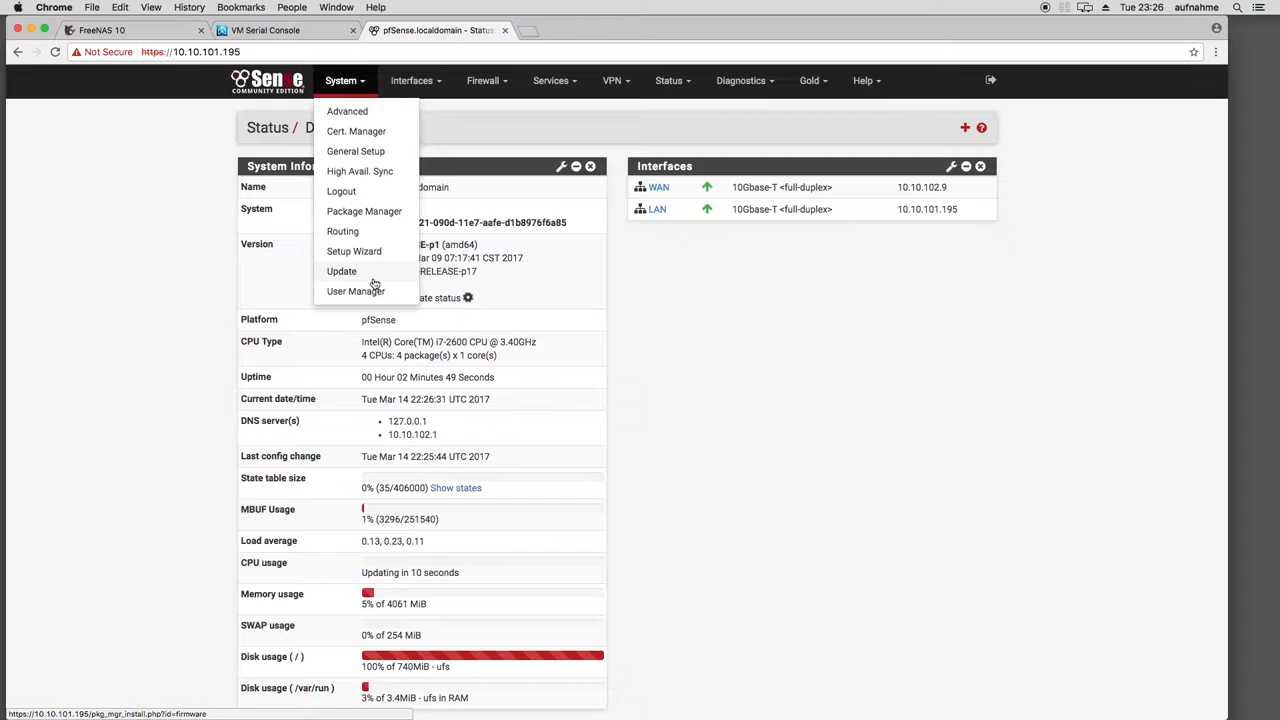 Chrome File Edit View History Bookmarks People Window Help Tue 23:26 aufnahme
FreeNAS 10 VM Serial Console pfSense.localdomain - Status:
Not Secure https://10.10.101.195
Sense COMMUNITY EDITION System Interfaces Firewall Services VPN Status Diagnostics Gold Help
Advanced
Cert. Manager
General Setup
High Avail. Sync
Logout
Package Manager
Routing
Setup Wizard
Update
User Manager
Status / D
System Infor
Name domain
System
21-090d-11e7-aafe-d1b8976f6a85
Version E-p1 (amd64)
ar 09 07:17:41 CST 2017
RELEASE-p17
ate status
Platform pfSense
CPU Type Intel(R) Core(TM) i7-2600 CPU @ 3.40GHz
4 CPUs: 4 package(s) x 1 core(s)
Uptime 00 Hour 02 Minutes 49 Seconds
Current date/time Tue Mar 14 22:26:31 UTC 2017
DNS server(s) • 127.0.0.1
• 10.10.102.1
Last config change Tue Mar 14 22:25:44 UTC 2017
State table size
0% (35/406000) Show states
MBUF Usage
1% (3296/251540)
Load average 0.13, 0.23, 0.11
CPU usage
Updating in 10 seconds
Memory usage
5% of 4061 MiB
SWAP usage
0% of 254 MiB
Disk usage ( / )
100% of 740MiB - ufs
Disk usage ( /var/run )
3% of 3.4MiB - ufs in RAM
Interfaces
WAN 10Gbase-T <full-duplex> 10.10.102.9
LAN 10Gbase-T <full-duplex> 10.10.101.195
https://10.10.101.195/pkg_mgr_install.php?id=firmware